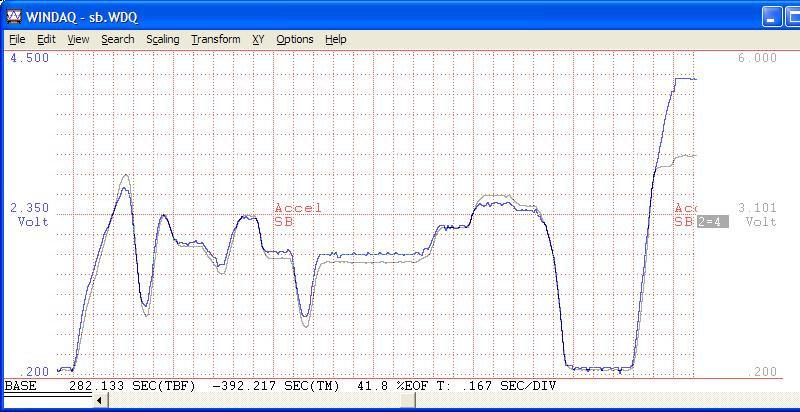 WINDAQ - sb.WDQ
File Edit View Search Scaling Transform XY Options Help
4.500 6.000
Accel Acc
2.350 3.101
Volt SB SB 2=4 Volt
.200 .200
BASE 282.133 SEC(TBF) -392.217 SEC(TM) 41.8 %EOF T: .167 SEC/DIV